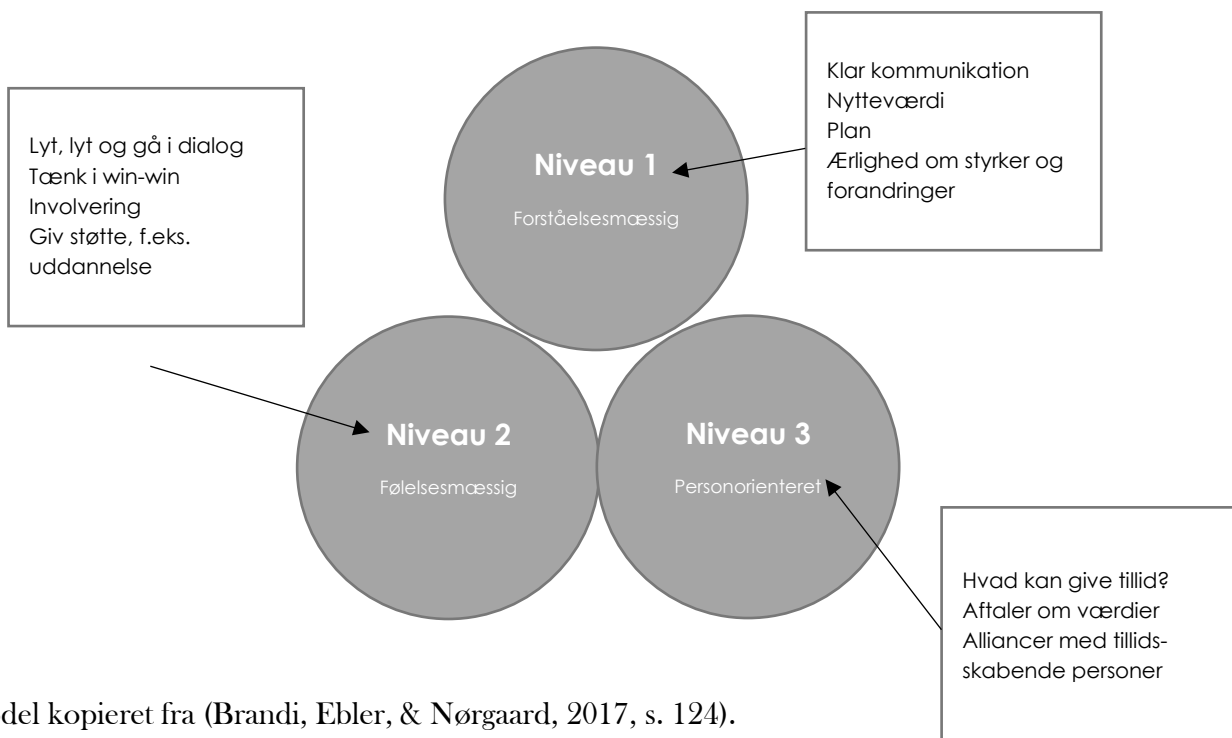 Klar kommunikation
Nytteværdi
Plan
Ærlighed om styrker og
forandringer
Lyt, lyt og gå i dialog
Tænk i win-win
Involvering
Giv støtte, f.eks.
uddannelse
Niveau 1
Forståelsesmæssig
Niveau 2
Følelsesmæssig
Niveau 3
Personorienteret
Hvad kan give tillid?
Aftaler om værdier
Alliancer med tillids-
skabende personer
del kopieret fra (Brandi, Ebler, & Nørgaard, 2017, s. 124).